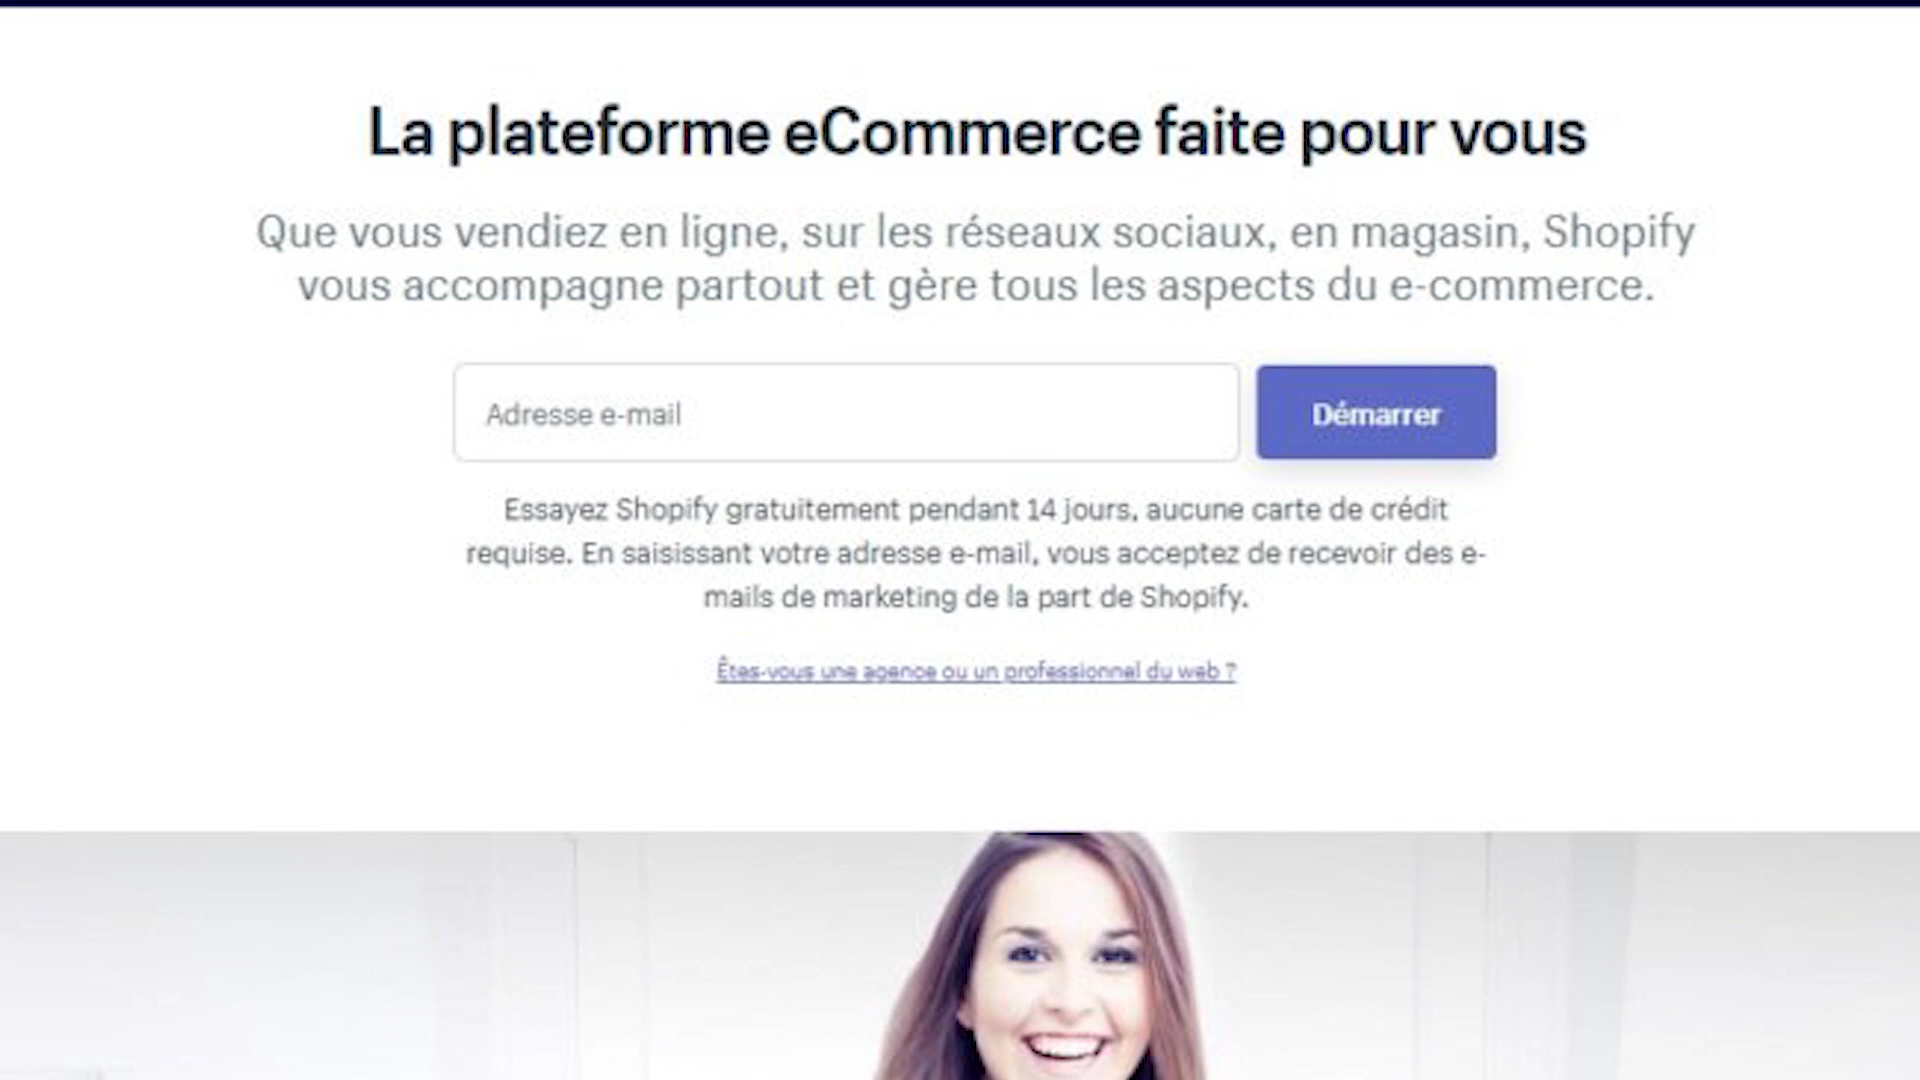 La plateforme eCommerce faite pour vous
Que vous vendiez en ligne, sur les réseaux sociaux, en magasin, Shopify
vous accompagne partout et gère tous les aspects du e-commerce.
Adresse e-mail
Démarrer
Essayez Shopify gratuitement pendant 14 jours, aucune carte de crédit
requise. En saisissant votre adresse e-mail, vous acceptez de recevoir des e-
mails de marketing de la part de Shopify.
Êtes-vous une agence ou un professionnel du web ?